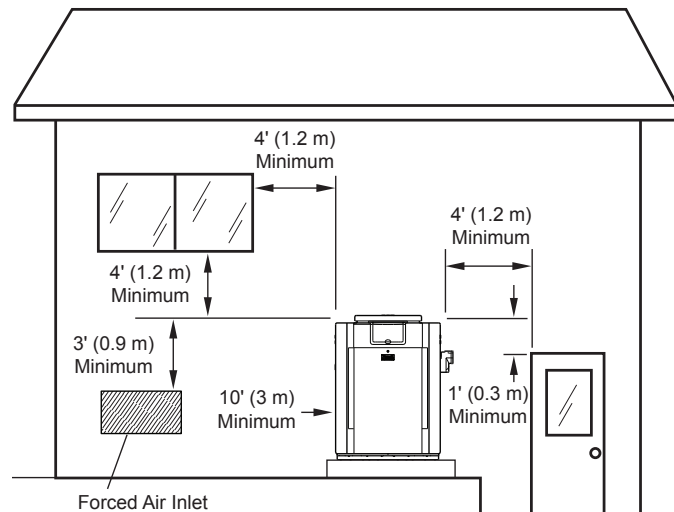 4' (1.2 m)
Minimum
4' (1.2 m)
Minimum
4' (1.2 m)
Minimum
3' (0.9 m)
Minimum
10' (3 m)
Minimum
1' (0.3 m)
Minimum
Forced Air Inlet